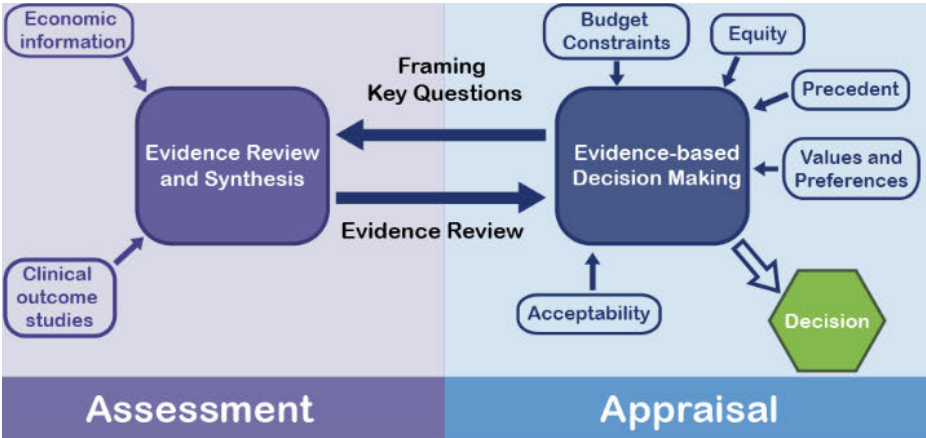 Economic
information
Evidence Review
and Synthesis
Clinical
outcome
studies
Framing
Key Questions
Evidence Review
Budget
Constraints
Equity
Precedent
Values and
Preferences
Evidence-based
Decision Making
Acceptability
Decision
Assessment
Appraisal